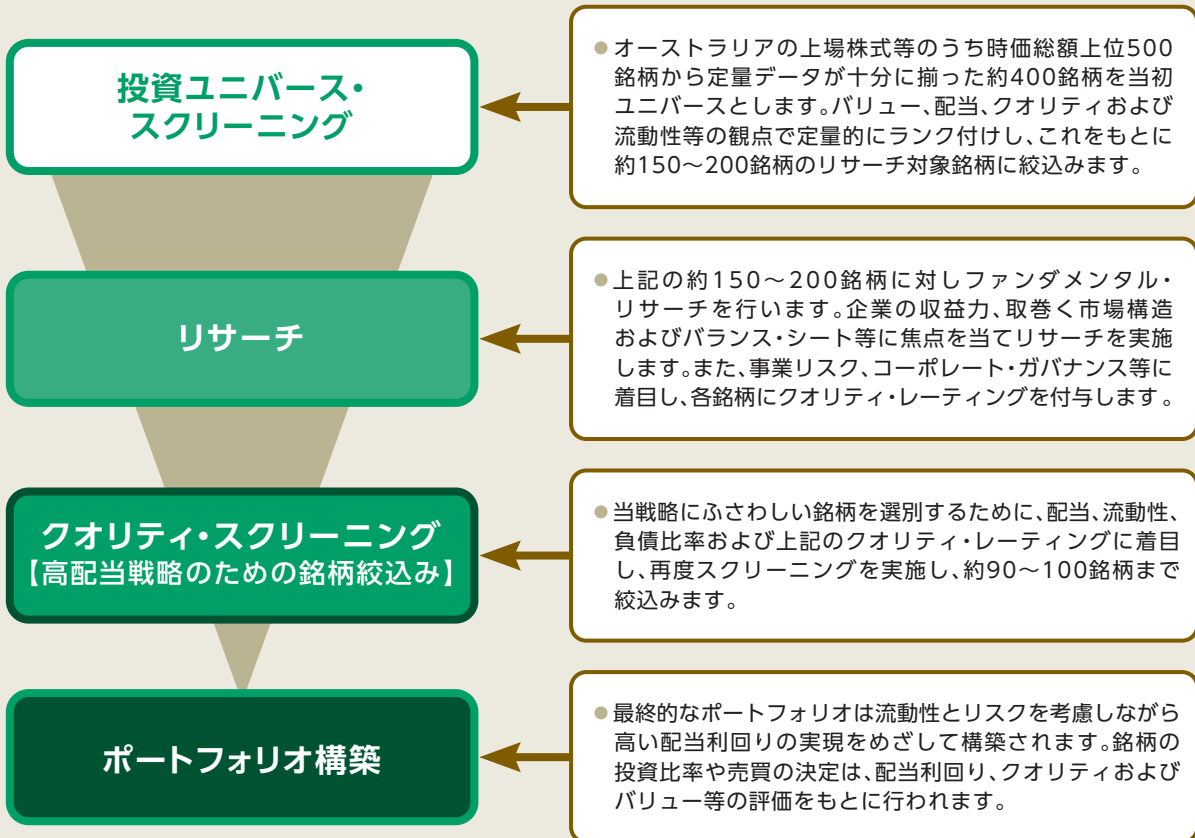 投資ユニバース・
スクリーニング
●オーストラリアの上場株式等のうち時価総額上位500
銘柄から定量データが十分に揃った約400銘柄を当初
ユニバースとします。バリュー、配当、クオリティおよび
流動性等の観点で定量的にランク付けし、これをもとに
約150～200銘柄のリサーチ対象銘柄に絞込みます。
リサーチ
●上記の約150～200銘柄に対しファンダメンタル・
リサーチを行います。企業の収益力、取巻く市場構造
およびバランス・シート等に焦点を当てリサーチを実施
します。また、事業リスク、コーポレート・ガバナンス等に
着目し、各銘柄にクオリティ・レーティングを付与します。
クオリティ・スクリーニング
【高配当戦略のための銘柄絞込み】
●当戦略にふさわしい銘柄を選別するために、配当、流動性、
負債比率および上記のクオリティ・レーティングに着目
し、再度スクリーニングを実施し、約90～100銘柄まで
絞込みます。
ポートフォリオ構築
●最終的なポートフォリオは流動性とリスクを考慮しながら
高い配当利回りの実現をめざして構築されます。銘柄の
投資比率や売買の決定は、配当利回り、クオリティおよび
バリュー等の評価をもとに行われます。